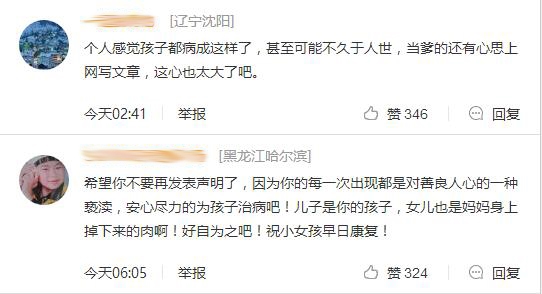 [辽宁沈阳]
个人感觉孩子都病成这样了，甚至可能不久于人世，当爹的还有心思上
网写文章，这心也太大了吧。
今天02:41 举报 赞 346 回复
[黑龙江哈尔滨]
希望你不要再发表声明了，因为你的每一次出现都是对善良人心的一种
亵渎，安心尽力的为孩子治病吧！儿子是你的孩子，女儿也是妈妈身上
掉下来的肉啊！好自为之吧！祝小女孩早日康复！
今天06:05 举报 赞 324 回复